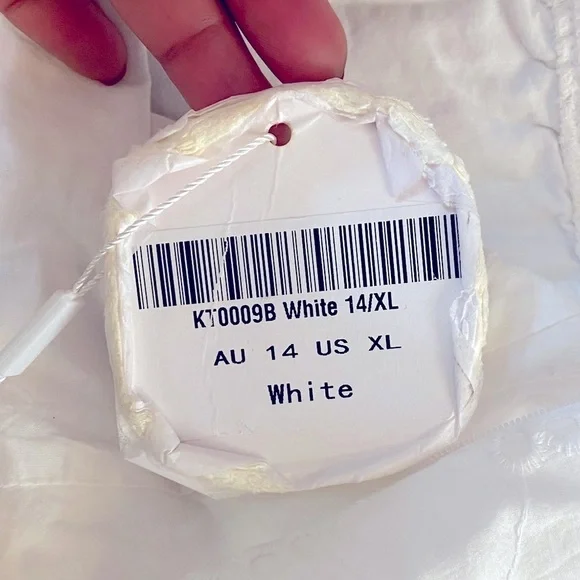 KT0009B White 14/XL
AU 14 US XL
White